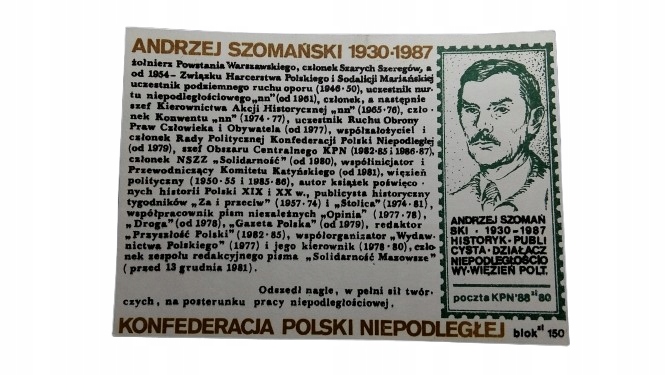 ANDRZEJ SZOMAŃSKI 1930-1987
żołnierz Powstania Warszawskiego, członek Szarych Szeregów, a
od 1954 - Związku Harcerstwa Polskiego i Sodalicji Mariańskiej
uczestnik podziemnego ruchu oporu (1946-50), uczestnik nur-
tu niepodległościowego „nn" (od 1961), członek, a następnie
szef Kierownictwa Akcji Historycznej „nn" (1965-76), czło-
nek Konwentu „nn" (1974-77), uczestnik Ruchu Obrony
Praw Człowieka i Obywatela (od 1977), współzałożyciel i
członek Rady Politycznej Konfederacji Polski Niepodległej
(od 1979), szef Obszaru Centralnego KPN (1982-85 i 1986-87),
członek NSZZ „Solidarność" (od 1980), współinicjator i
Przewodniczący Komitetu Katyńskiego (od 1981), więzień
polityczny (1950-55 i 1985-86), autor książek poświęco-
nych historii Polski XIX i XX w., publicysta historyczny
tygodników „Za i przeciw" (1957-74) i „Stolica" (1974-81),
współpracownik pism niezależnych „Opinia" (1977-78),
„Droga" (od 1978), „Gazeta Polska" (od 1979), redaktor
„Przyszłość Polski" (1982-85), współorganizator „Wydaw-
nictwa Polskiego" (1977) i jego kierownik (1978-80), czło-
nek zespołu redakcyjnego pisma „Solidarność Mazowsze"
(przed 13 grudnia 1981).
Odszedł nagle, w pełni sił twór-
czych, na posterunku pracy niepodległościowej.
KONFEDERACJA POLSKI NIEPODLEGŁEJ
ANDRZEJ SZOMAŃ
SKI · 1930-1987
HISTORYK · PUBLI
CYSTA · DZIAŁACZ
NIEPODLEGŁOŚCIO
WY · WIĘZIEŃ POLT.
poczta KPN'88 zł 80
blok zł 150